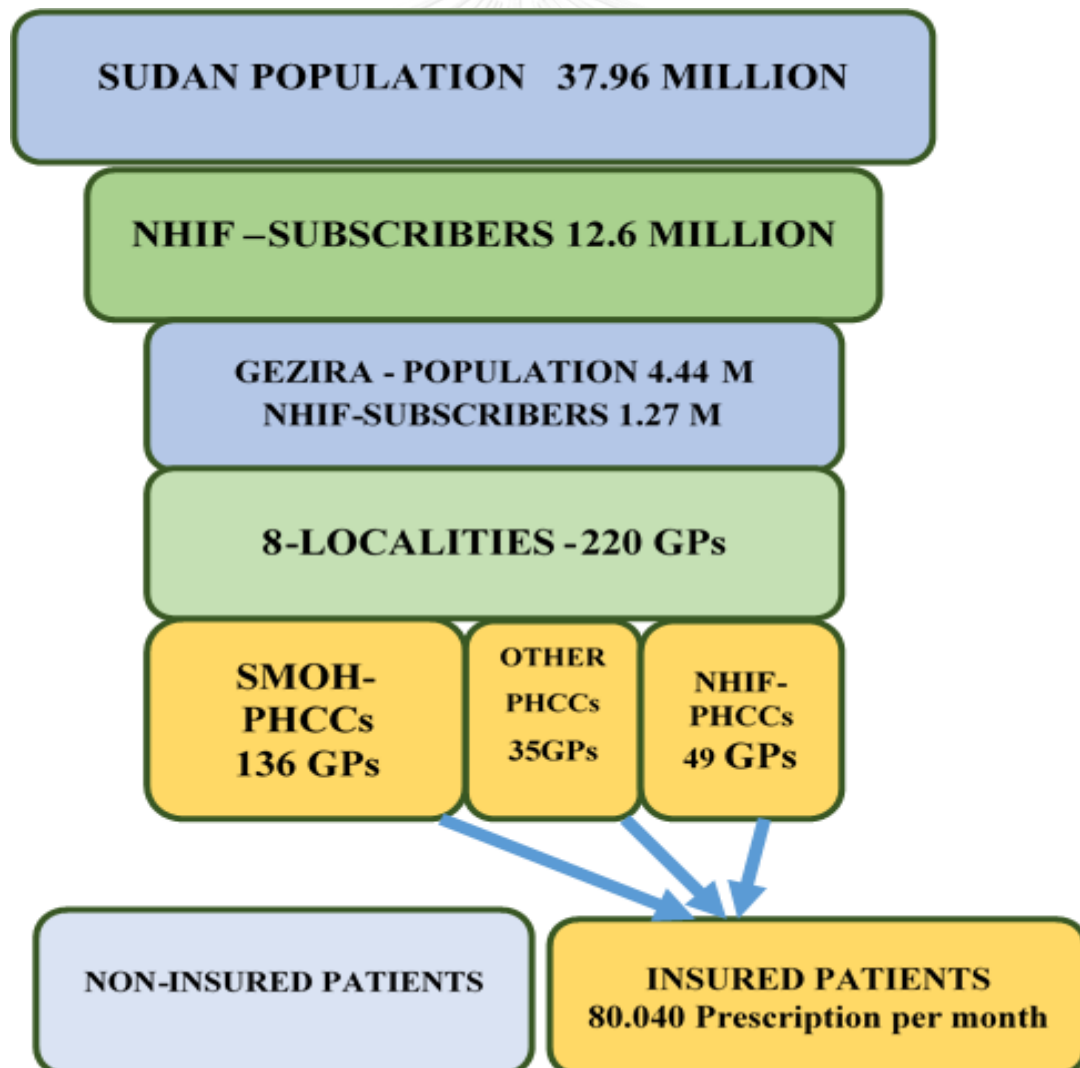 SUDAN POPULATION 37.96 MILLION
NHIF –SUBSCRIBERS 12.6 MILLION
GEZIRA - POPULATION 4.44 M
NHIF-SUBSCRIBERS 1.27 M
8-LOCALITIES -220 GPs
SMOH-
PHCCs
136 GPs
OTHER
PHCCs
35GPs
NHIF-
PHCCs
49 GPs
NON-INSURED PATIENTS
INSURED PATIENTS
80.040 Prescription per month